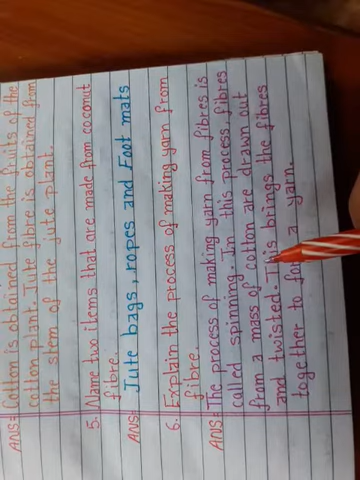 Ans:- Cotton is obtained from the fruits of the
cotton plant. Jute fibre is obtained from
the stem of the jute plant.
5. Name two items that are made from coconut
fibre.
Ans Jute bags, ropes and Foot mats
6. Explain the process of making yarn from
fibre.
Ans:- The process of making yarn from fibres is
called spinning. In this process, fibres
from a mass of cotton are drawn out
and twisted. This brings the fibres
together to a yarn.